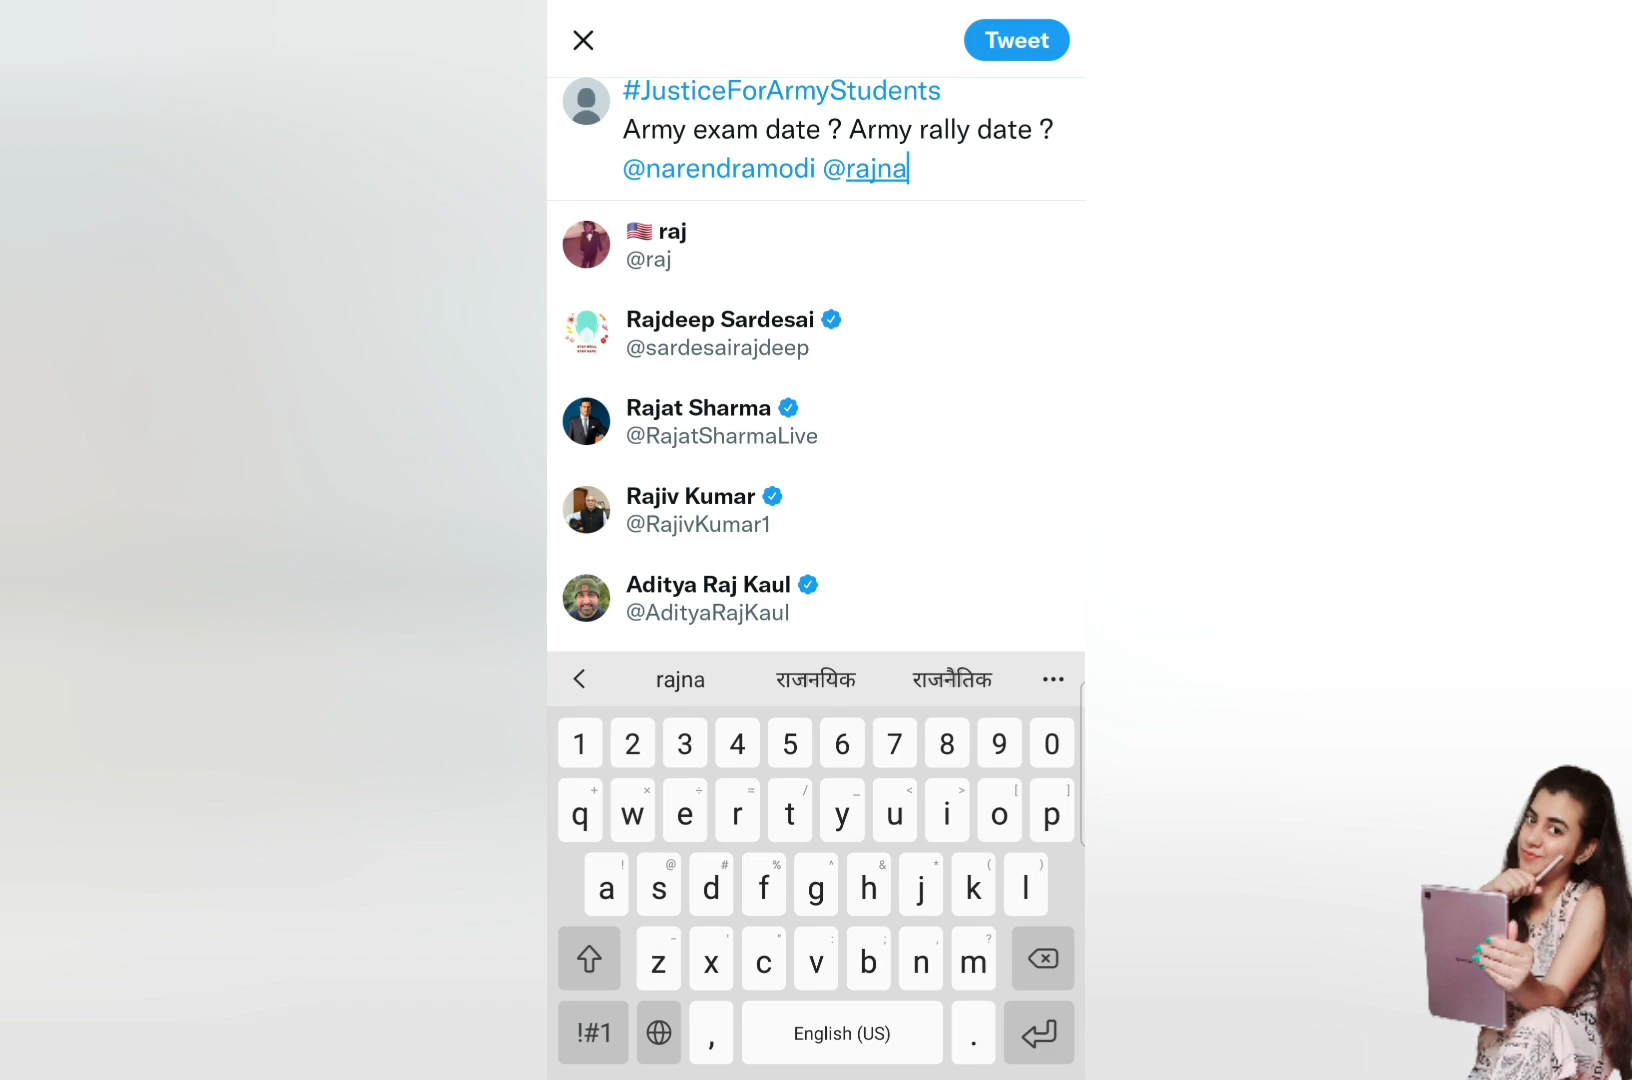 Tweet
#JusticeForArmyStudents
Army exam date ? Army rally date ?
@narendramodi @rajna
🇺🇸 raj
@raj
Rajdeep Sardesai
@sardesairajdeep
Rajat Sharma
@RajatSharmaLive
Rajiv Kumar
@RajivKumar1
Aditya Raj Kaul
@AdityaRajKaul
rajna राजनयिक राजनैतिक ...
1 2 3 4 5 6 7 8 9 0
+ × ÷ = / _ < > [ ]
q w e r t y u i o p
! @ # % ^ & * ( )
a s d f g h j k l
- ' " : ; , ?
z x c v b n m
!#1 , English (US) .